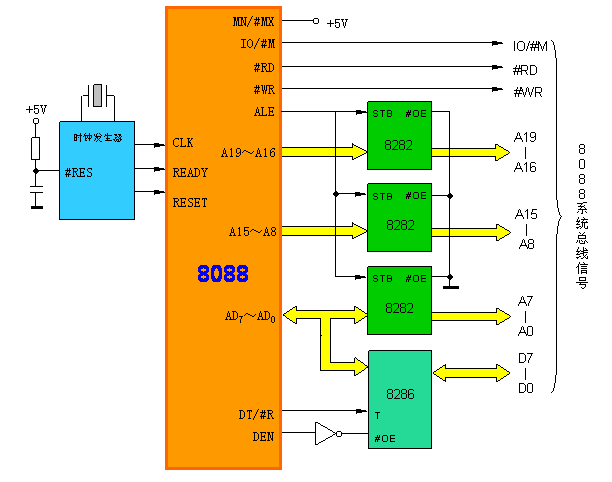 MN/#MX
+5V
IO/#M
IO/#M
#RD
#RD
#WR
#WR
ALE
STB #OE
8282
+5V
时钟发生器
#RES
CLK
READY
RESET
A19～A16
A19
A16
STB #OE
8282
A15～A8
A15
A8
8088
STB #OE
8282
AD7～AD0
A7
A0
8286
D7
D0
DT/#R
T
DEN
#OE
8088系统总线信号